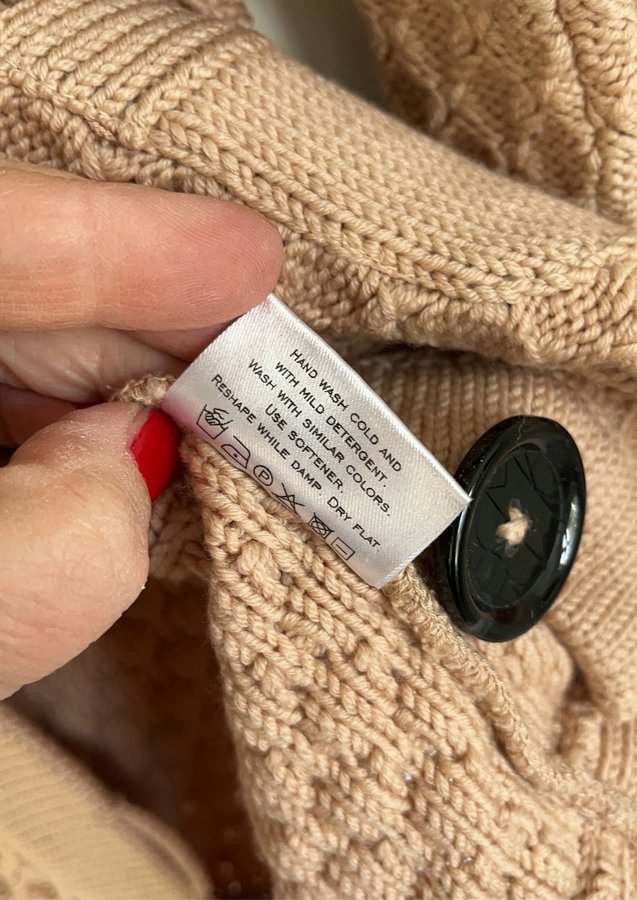 HAND WASH COLD AND
WITH MILD DETERGENT.
WASH WITH SIMILAR COLORS.
USE SOFTENER.
RESHAPE WHILE DAMP. DRY FLAT.